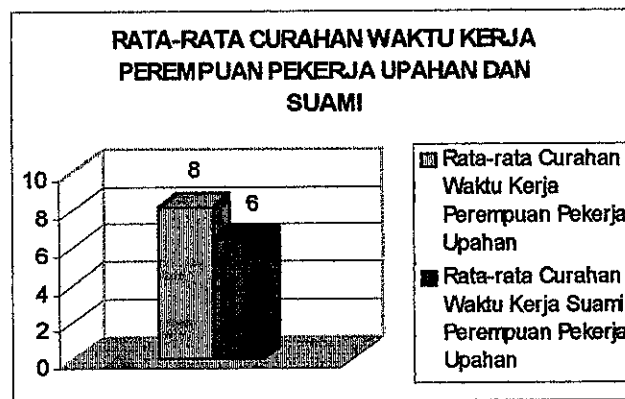 RATA-RATA CURAHAN WAKTU KERJA
PEREMPUAN PEKERJA UPAHAN DAN
SUAMI
8
6
10
8
6
4
2
0
Rata-rata Curahan
Waktu Kerja
Perempuan Pekerja
Upahan
Rata-rata Curahan
Waktu Kerja Suami
Perempuan Pekerja
Upahan